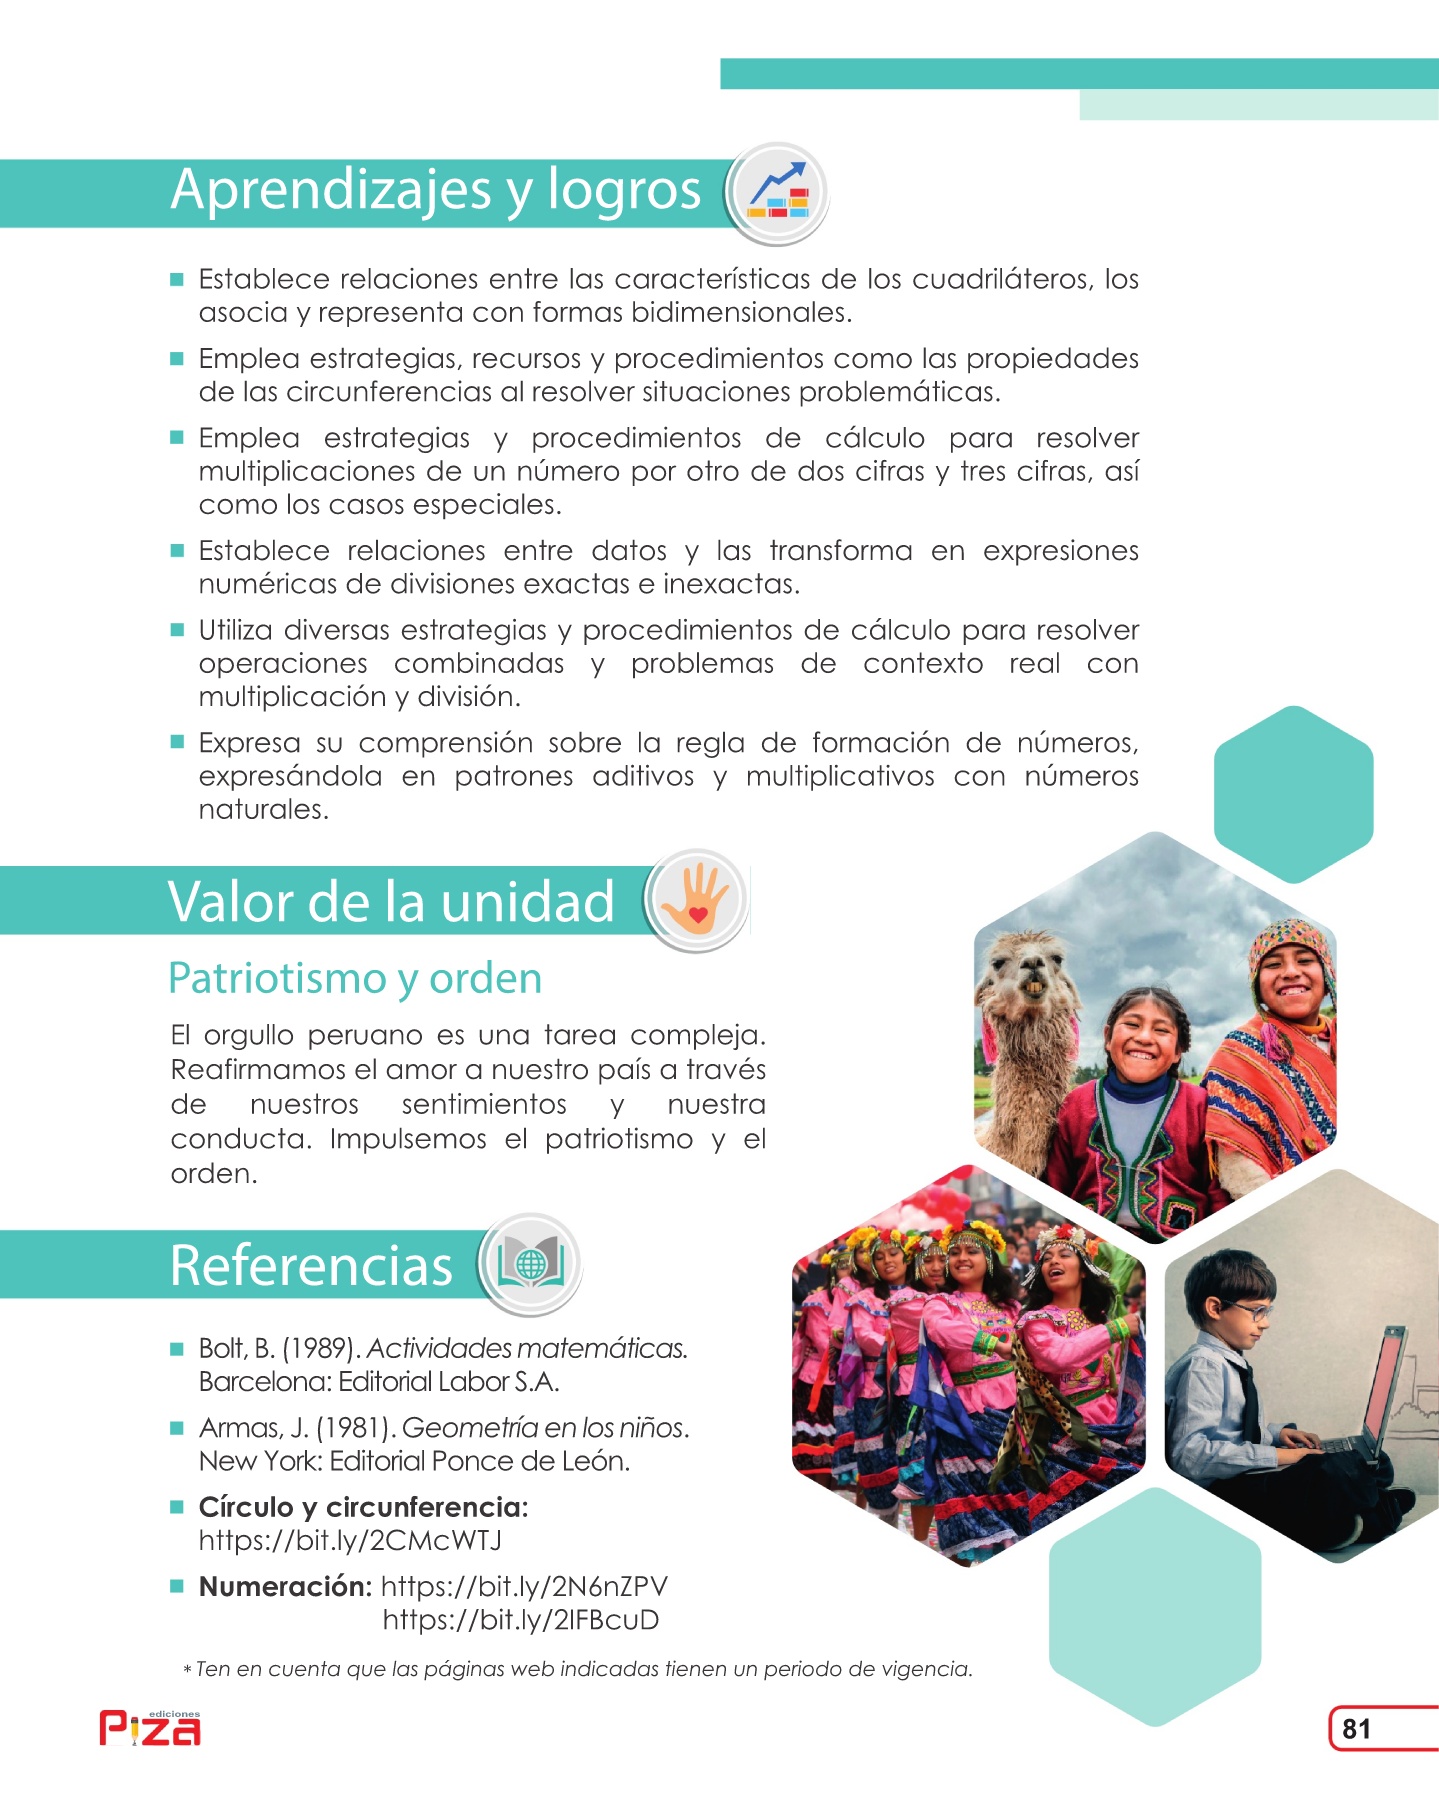 Aprendizajes y logros
Establece relaciones entre las características de los cuadriláteros, los
asocia y representa con formas bidimensionales.
Emplea estrategias, recursos y procedimientos como las propiedades
de las circunferencias al resolver situaciones problemáticas.
Emplea estrategias y procedimientos de cálculo para resolver
multiplicaciones de un número por otro de dos cifras y tres cifras, así
como los casos especiales.
Establece relaciones entre datos y las transforma en expresiones
numéricas de divisiones exactas e inexactas.
Utiliza diversas estrategias y procedimientos de cálculo para resolver
operaciones combinadas y problemas de contexto real con
multiplicación y división.
Expresa su comprensión sobre la regla de formación de números,
expresándola en patrones aditivos y multiplicativos con números
naturales.
Valor de la unidad
Patriotismo y orden
El orgullo peruano es una tarea compleja.
Reafirmamos el amor a nuestro país a través
de nuestros sentimientos y nuestra
conducta. Impulsemos el patriotismo y el
orden.
Referencias
Bolt, B. (1989). Actividades matemáticas.
Barcelona: Editorial Labor S.A.
Armas, J. (1981). Geometría en los niños.
New York: Editorial Ponce de León.
Círculo y circunferencia:
https://bit.ly/2CMcWTJ
Numeración: https://bit.ly/2N6nZPV
https://bit.ly/2IFBcuD
* Ten en cuenta que las páginas web indicadas tienen un periodo de vigencia.
ediciones
Piza
81